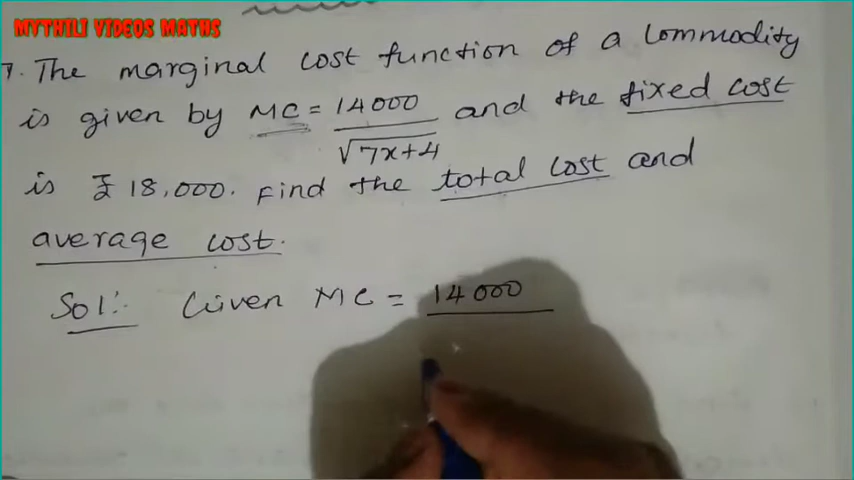 MYTHILI VIDEOS MATHS
7. The marginal cost function of a commodity
is given by MC = 14000/√7x+4 and the fixed cost
is ₹ 18,000. Find the total cost and
average cost.
Sol:- Given MC = 14000